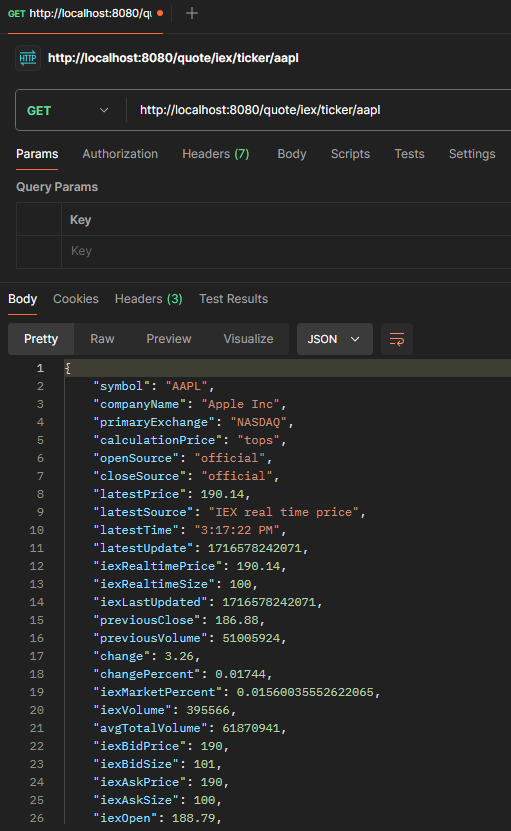 GET http://localhost:8080/qu
HTTP http://localhost:8080/quote/iex/ticker/aapl
GET http://localhost:8080/quote/iex/ticker/aapl
Params Authorization Headers (7) Body Scripts Tests Settings
Query Params
Key
Key
Body Cookies Headers (3) Test Results
Pretty Raw Preview Visualize JSON
1 {
2 "symbol": "AAPL",
3 "companyName": "Apple Inc",
4 "primaryExchange": "NASDAQ",
5 "calculationPrice": "tops",
6 "openSource": "official",
7 "closeSource": "official",
8 "latestPrice": 190.14,
9 "latestSource": "IEX real time price",
10 "latestTime": "3:17:22 PM",
11 "latestUpdate": 1716578242071,
12 "iexRealtimePrice": 190.14,
13 "iexRealtimeSize": 100,
14 "iexLastUpdated": 1716578242071,
15 "previousClose": 186.88,
16 "previousVolume": 51005924,
17 "change": 3.26,
18 "changePercent": 0.01744,
19 "iexMarketPercent": 0.01560035552622065,
20 "iexVolume": 395566,
21 "avgTotalVolume": 61870941,
22 "iexBidPrice": 190,
23 "iexBidSize": 101,
24 "iexAskPrice": 190,
25 "iexAskSize": 100,
26 "iexOpen": 188.79,